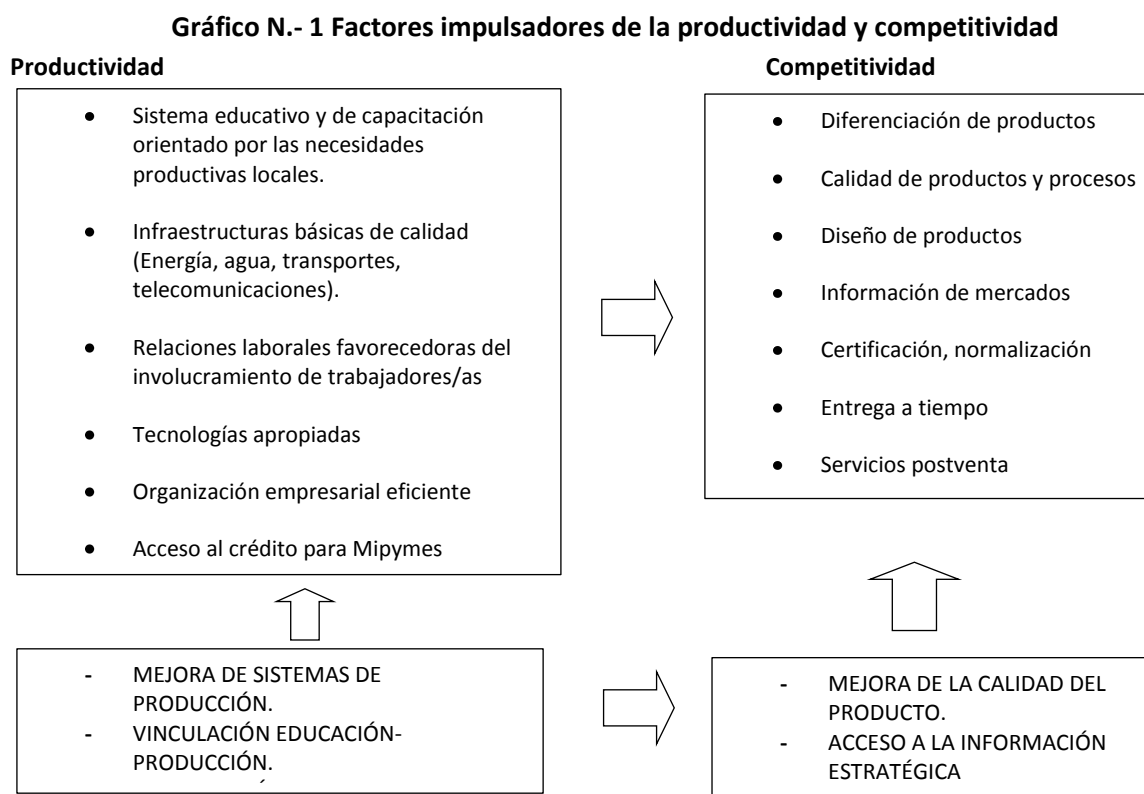 Gráfico N.- 1 Factores impulsadores de la productividad y competitividad
Productividad
• Sistema educativo y de capacitación
orientado por las necesidades
productivas locales.
• Infraestructuras básicas de calidad
(Energía, agua, transportes,
telecomunicaciones).
• Relaciones laborales favorecedoras del
involucramiento de trabajadores/as
• Tecnologías apropiadas
• Organización empresarial eficiente
• Acceso al crédito para Mipymes
Competitividad
• Diferenciación de productos
• Calidad de productos y procesos
• Diseño de productos
• Información de mercados
• Certificación, normalización
• Entrega a tiempo
• Servicios postventa
- MEJORA DE SISTEMAS DE
PRODUCCIÓN.
- VINCULACIÓN EDUCACIÓN-
PRODUCCIÓN.
- MEJORA DE LA CALIDAD DEL
PRODUCTO.
- ACCESO A LA INFORMACIÓN
ESTRATÉGICA